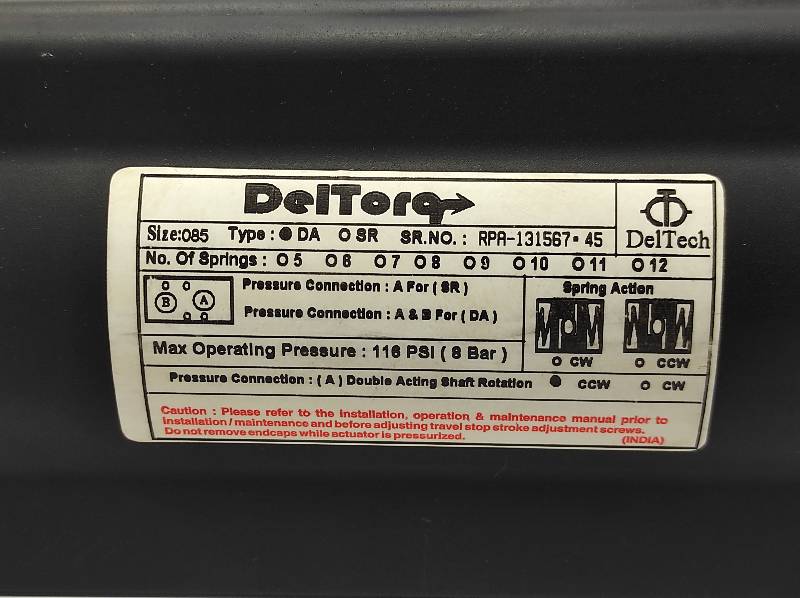 DelTorq
DelTech
Size:085 Type : ● DA O SR SR.NO. : RPA-131567-45
No. Of Springs : O 5 O 6 O 7 O 8 O 9 O 10 O 11 O 12
B A
Pressure Connection : A For ( SR )
Pressure Connection : A & B For ( DA )
Spring Action
O CW O CCW
Max Operating Pressure : 116 PSI ( 8 Bar )
Pressure Connection : ( A ) Double Acting Shaft Rotation ● CCW O CW
Caution : Please refer to the installation, operation & maintenance manual prior to
installation/maintenance and before adjusting travel stop stroke adjustment screws.
Do not remove endcaps while actuator is pressurized.
(INDIA)